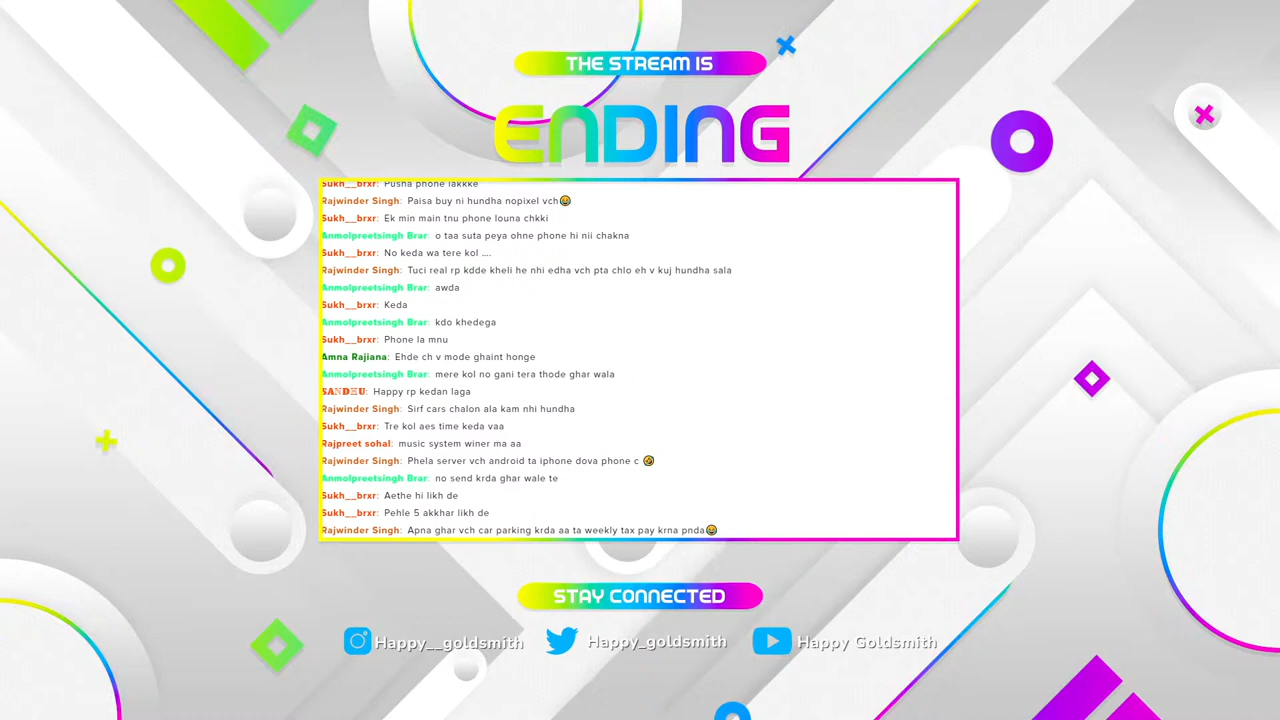 THE STREAM IS
ENDING
Sukh__brxr: Pusha phone lakkke
Rajwinder Singh: Paisa buy ni hundha nopixel vch😂
Sukh__brxr: Ek min main tnu phone louna chkki
Anmolpreetsingh Brar: o taa suta peya ohne phone hi nii chakna
Sukh__brxr: No keda wa tere kol ....
Rajwinder Singh: Tuci real rp kdde kheli he nhi edha vch pta chlo eh v kuj hundha sala
Anmolpreetsingh Brar: awda
Sukh__brxr: Keda
Anmolpreetsingh Brar: kdo khedega
Sukh__brxr: Phone la mnu
Amna Rajiana: Ehde ch v mode ghaint honge
Anmolpreetsingh Brar: mere kol no gani tera thode ghar wala
SANDHU: Happy rp kedan laga
Rajwinder Singh: Sirf cars chalon ala kam nhi hundha
Sukh__brxr: Tre kol aes time keda vaa
Rajpreet sohal: music system winer ma aa
Rajwinder Singh: Phela server vch android ta iphone dova phone c 🤣
Anmolpreetsingh Brar: no send krda ghar wale te
Sukh__brxr: Aethe hi likh de
Sukh__brxr: Pehle 5 akkhar likh de
Rajwinder Singh: Apna ghar vch car parking krda aa ta weekly tax pay krna pnda😂
STAY CONNECTED
Happy__goldsmith Happy_goldsmith Happy Goldsmith